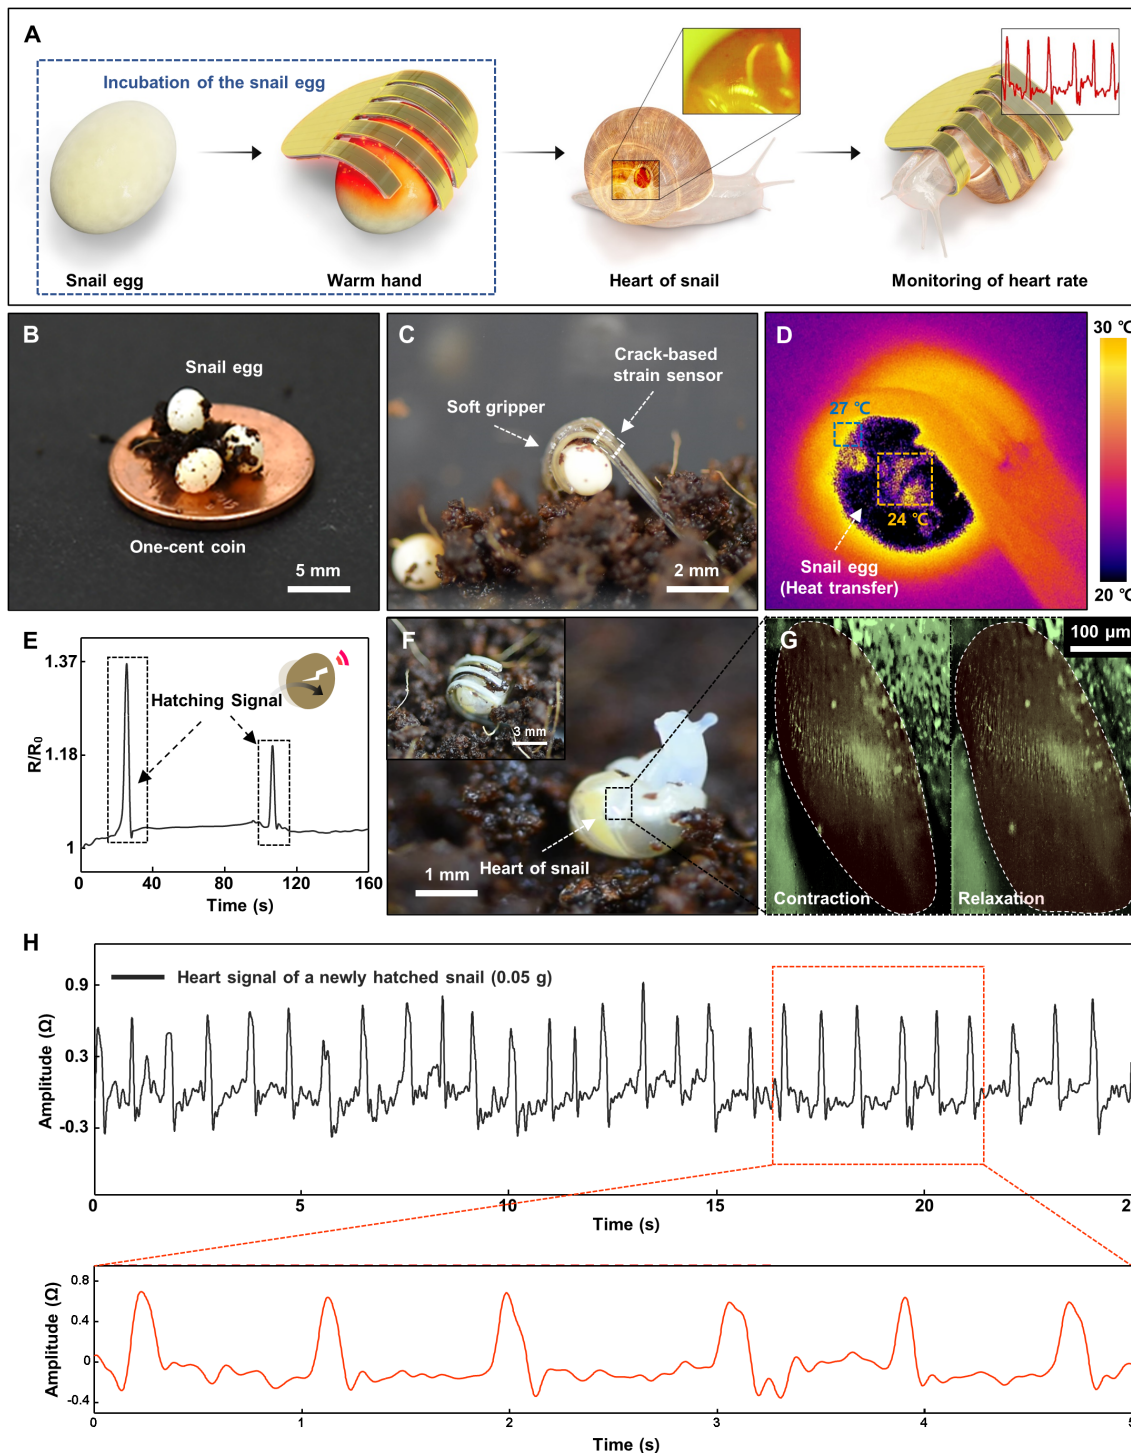 A
Incubation of the snail egg
Snail egg
Warm hand
Heart of snail
Monitoring of heart rate
B
Snail egg
One-cent coin
5 mm
C
Crack-based
strain sensor
Soft gripper
2 mm
D
30 ℃
27 ℃
24 ℃
Snail egg
(Heat transfer)
20 ℃
E
1.37
Hatching Signal
R/R0
1.18
1
0 40 80 120 160
Time (s)
F
3 mm
Heart of snail
1 mm
G
100 μm
Contraction
Relaxation
H
Heart signal of a newly hatched snail (0.05 g)
Amplitude (Ω)
0.9
0.3
-0.3
0 5 10 15 20 2
Time (s)
Amplitude (Ω)
0.8
0.4
0
-0.4
0 1 2 3 4 5
Time (s)